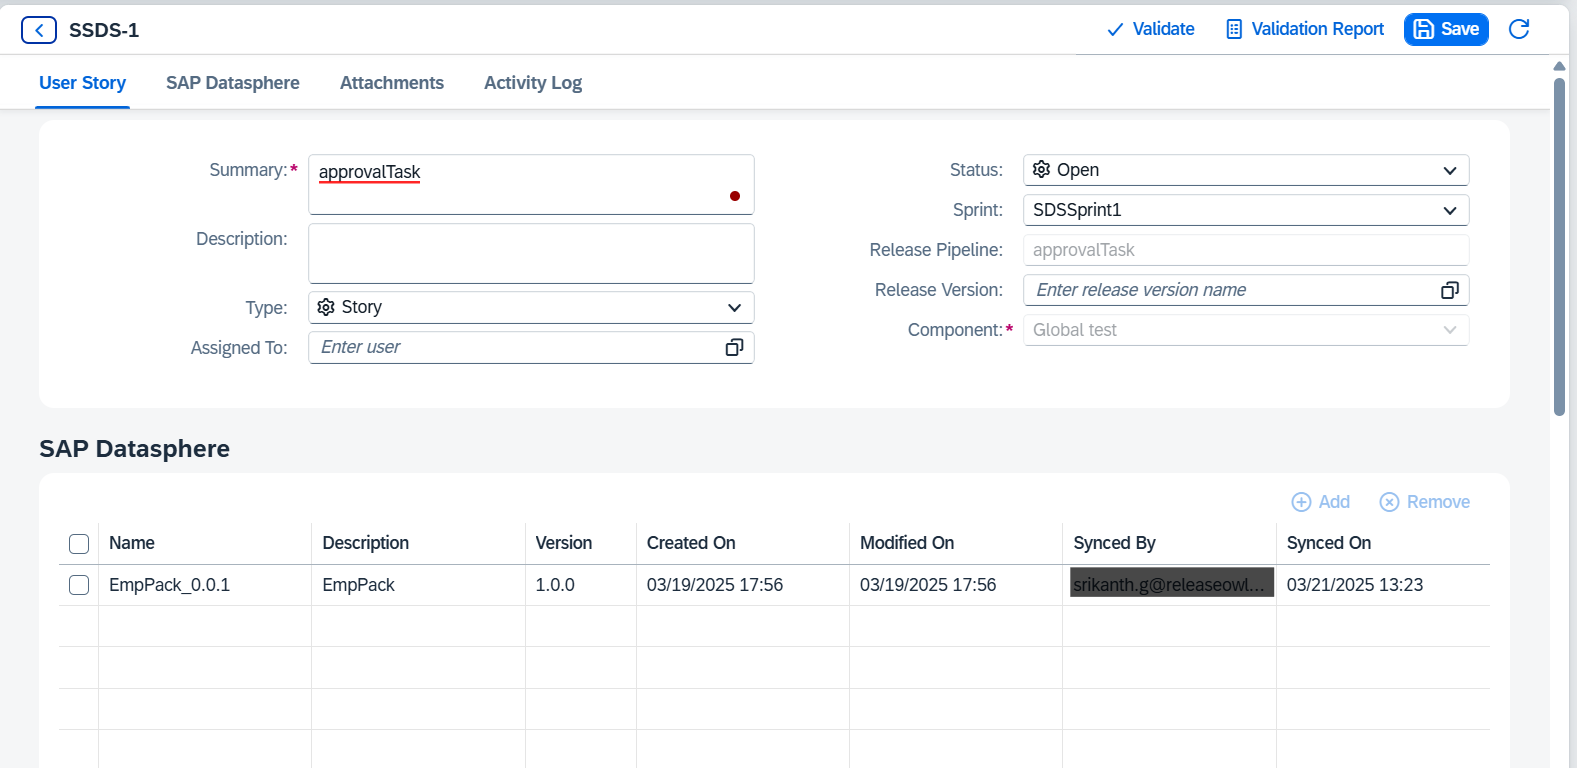 SSDS-1
Validate
Validation Report
Save
User Story
SAP Datasphere
Attachments
Activity Log
Summary:*
approvalTask
Description:
Type:
Story
Assigned To:
Enter user
Status:
Open
Sprint:
SDSSprint1
Release Pipeline:
approvalTask
Release Version:
Enter release version name
Component:*
Global test
SAP Datasphere
Add
Remove
Name Description Version Created On Modified On Synced By Synced On
EmpPack_0.0.1 EmpPack 1.0.0 03/19/2025 17:56 03/19/2025 17:56 srikanth.g@releaseowl... 03/21/2025 13:23